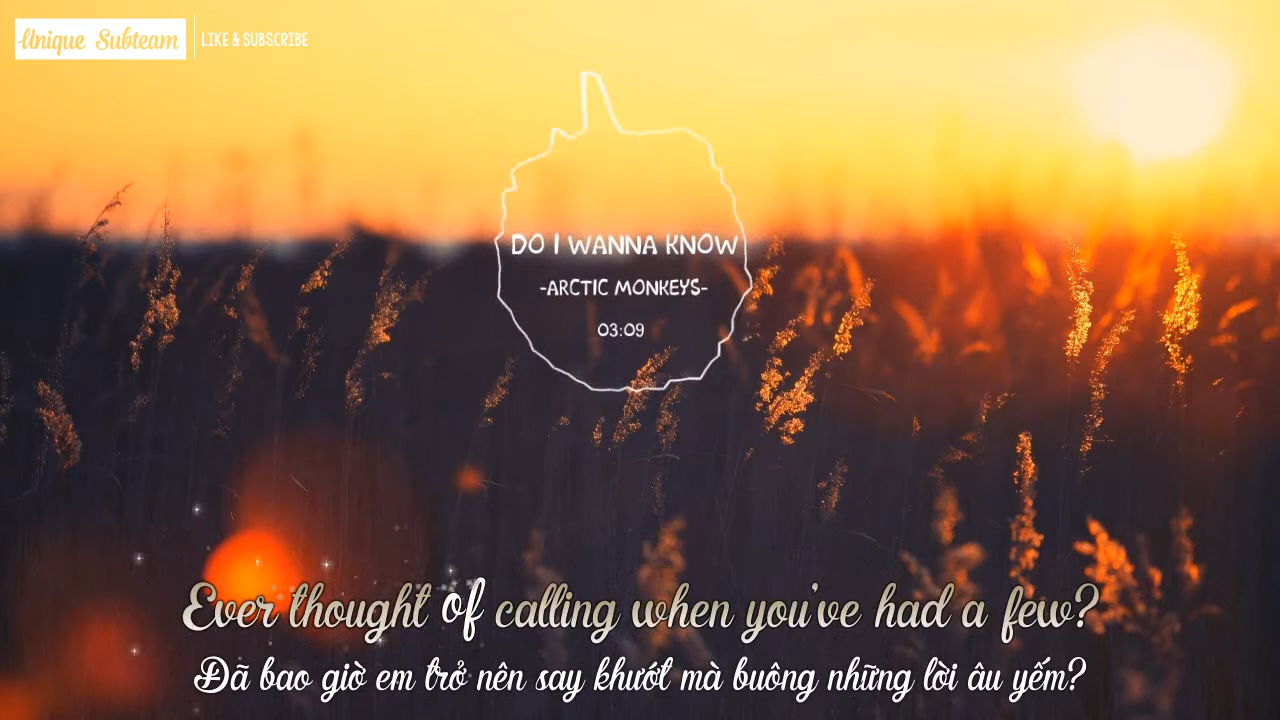 Unique Subteam
LIKE & SUBSCRIBE
DO I WANNA KNOW
-ARCTIC MONKEYS-
03:09
Ever thought of calling when you've had a few?
Đã bao giờ em trở nên say khướt mà buông những lời âu yếm?